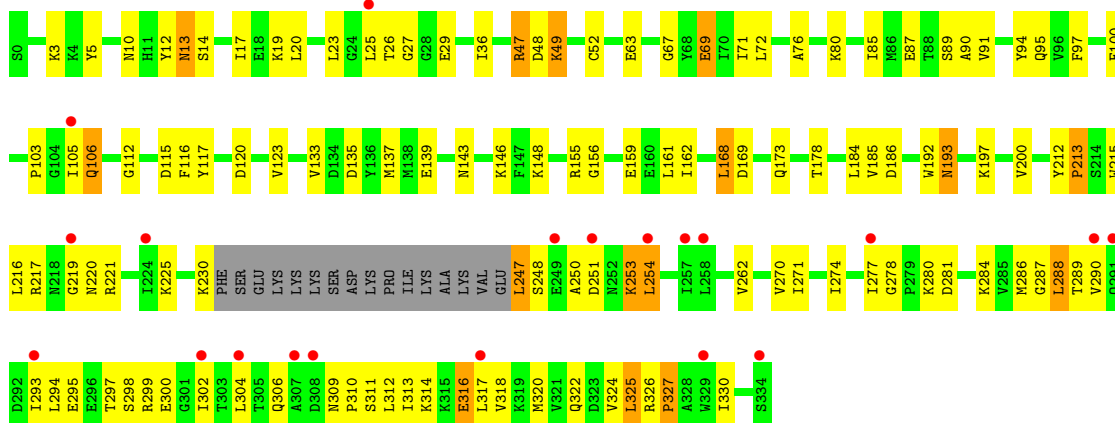 S0 K3 K4 Y5 N10 H11 Y12 N13 S14 I17 E18 K19 L20 L23 G24 L25 T26 G27 G28 E29 I36 R47 D48 K49 C52 E63 G67 Y68 E69 I70 I71 L72 A76 K80 I85 M86 E87 T88 S89 A90 V91 Y94 Q95 V96 F97
P103 G104 I105 Q106 G112 D115 F116 Y117 D120 V123 V133 D134 D135 Y136 M137 M138 E139 N143 K146 F147 K148 R155 G156 E159 E160 L161 I162 L168 D169 Q173 T178 L184 V185 D186 W192 N193 K197 V200 Y212 P213 S214
L216 R217 N218 G219 N220 R221 I224 K225 K230 PHE SER GLU LYS LYS LYS SER ASP LYS PRO ILE LYS ALA LYS VAL GLU L247 S248 E249 A250 D251 N252 K253 L254 I257 L258 V262 V270 I271 I274 I277 G278 P279 K280 D281 K284 V285 M286 G287 L288 T289 V290
D292 I293 L294 E295 E296 T297 S298 R299 E300 G301 I302 T303 L304 T305 Q306 A307 D308 N309 P310 S311 L312 I313 K314 K315 E316 L317 V318 K319 M320 V321 Q322 D323 V324 L325 R326 P327 A328 W329 I330 S334